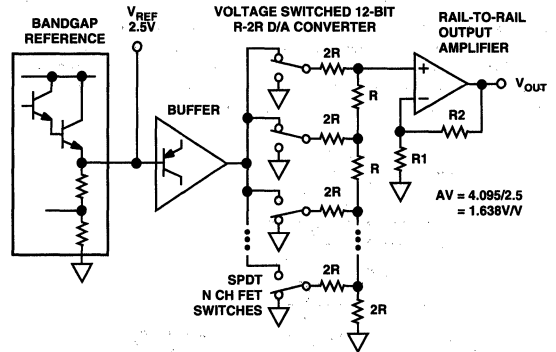 BANDGAP
REFERENCE
VREF
2.5V
VOLTAGE SWITCHED 12-BIT
R-2R D/A CONVERTER
RAIL-TO-RAIL
OUTPUT
AMPLIFIER
BUFFER
2R
R
2R
R
2R
2R
2R
SPDT
N CH FET
SWITCHES
+
−
VOUT
R2
R1
AV = 4.095/2.5
= 1.638V/V